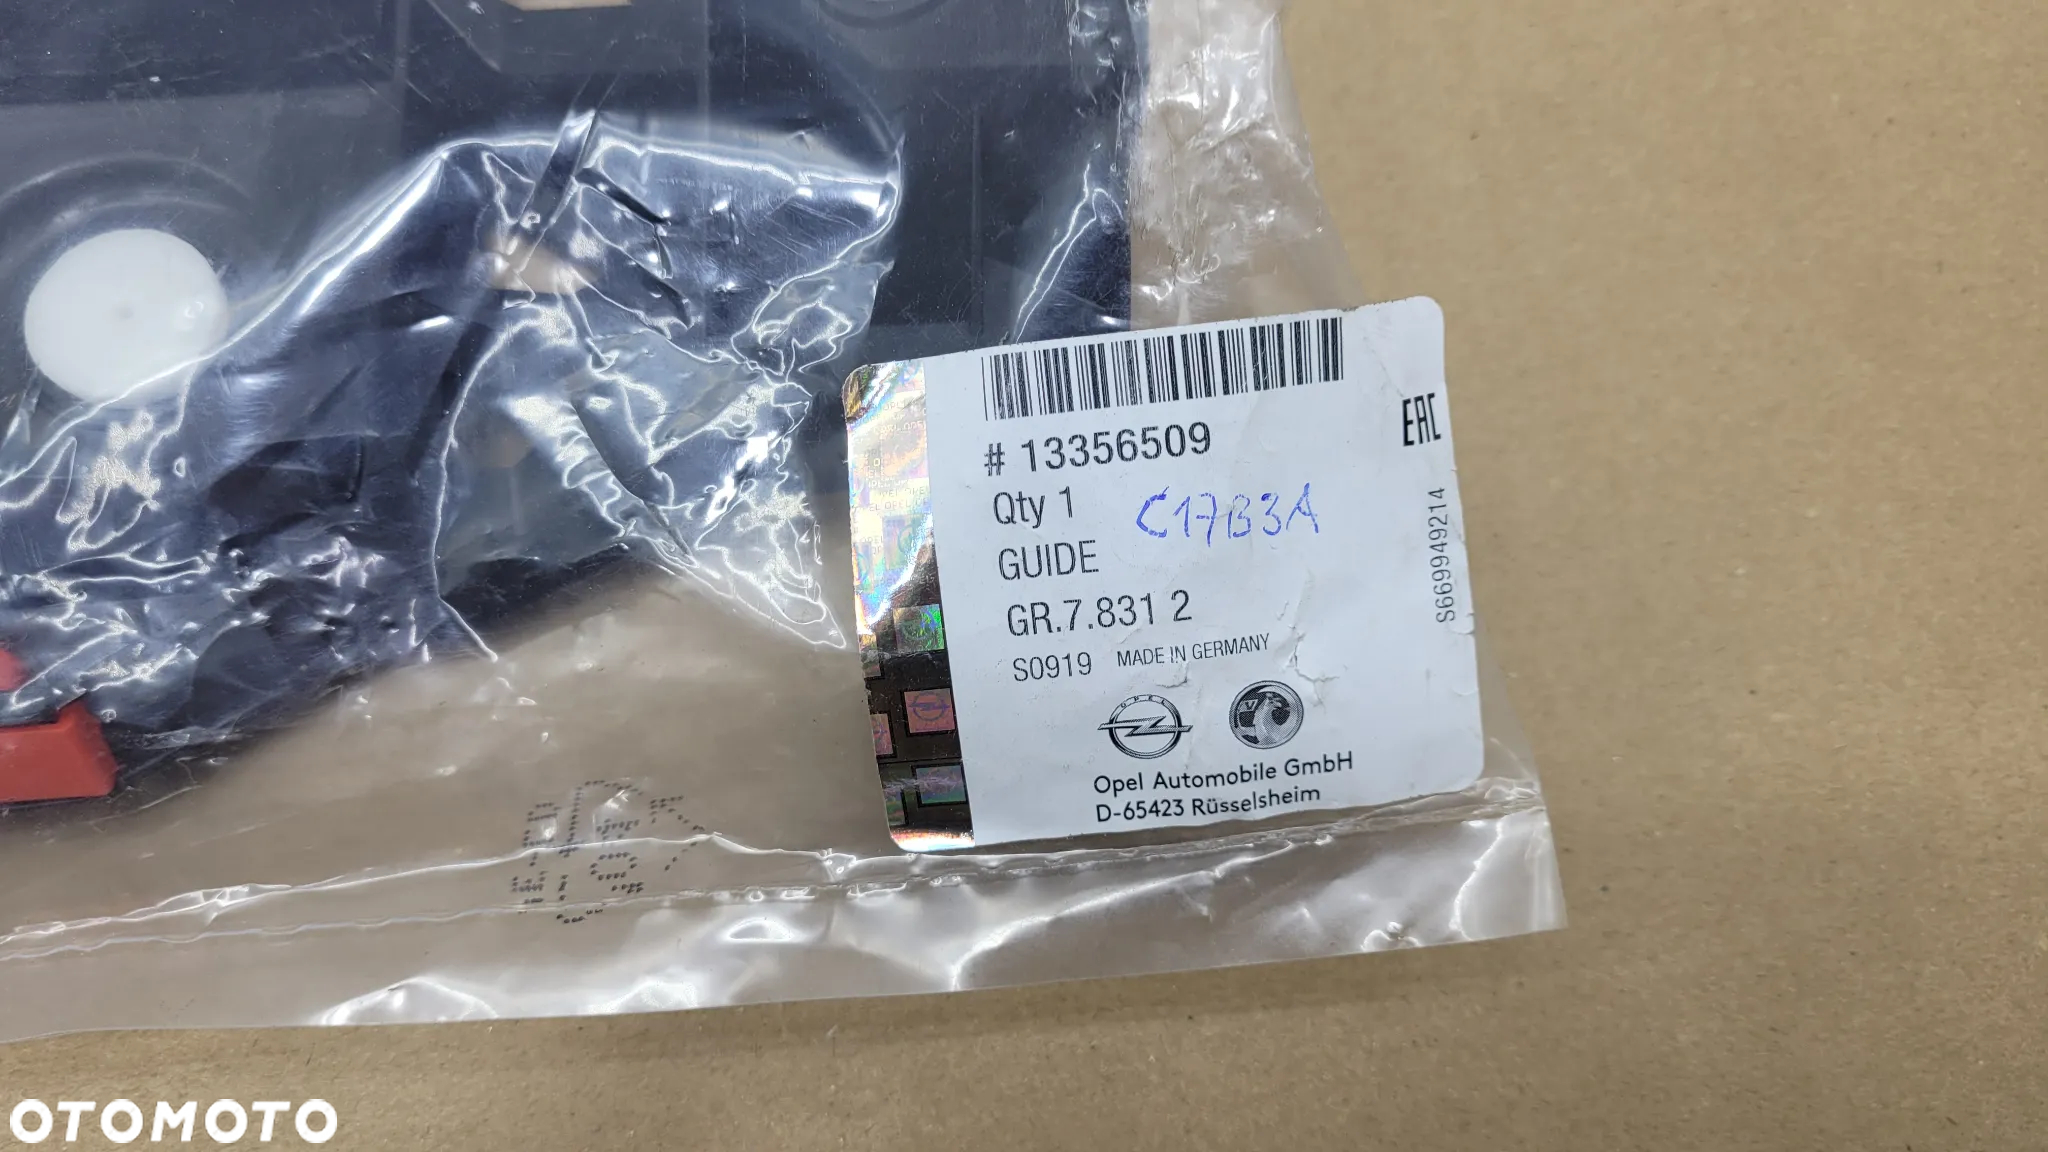 # 13356509
Qty 1
C17B3A
GUIDE
GR.7.831 2
S0919 MADE IN GERMANY
OPEL
V
Opel Automobile GmbH
D-65423 Rüsselsheim
EAC
S669949214
OTOMOTO